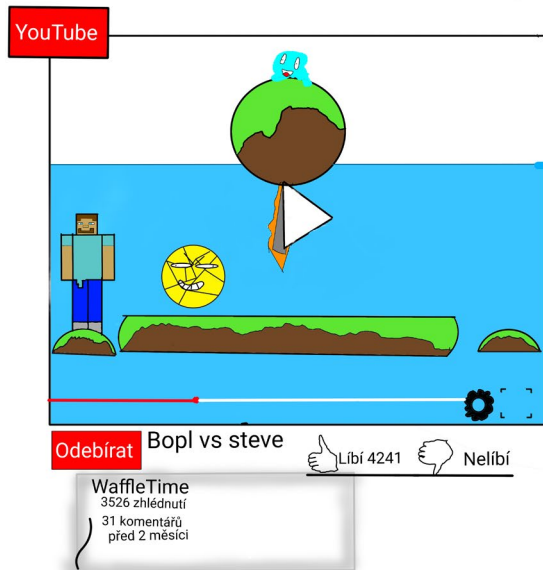 YouTube
Odebírat
Bopl vs steve
Líbí 4241
Nelíbí
WaffleTime
3526 zhlédnutí
31 komentářů
před 2 měsíci